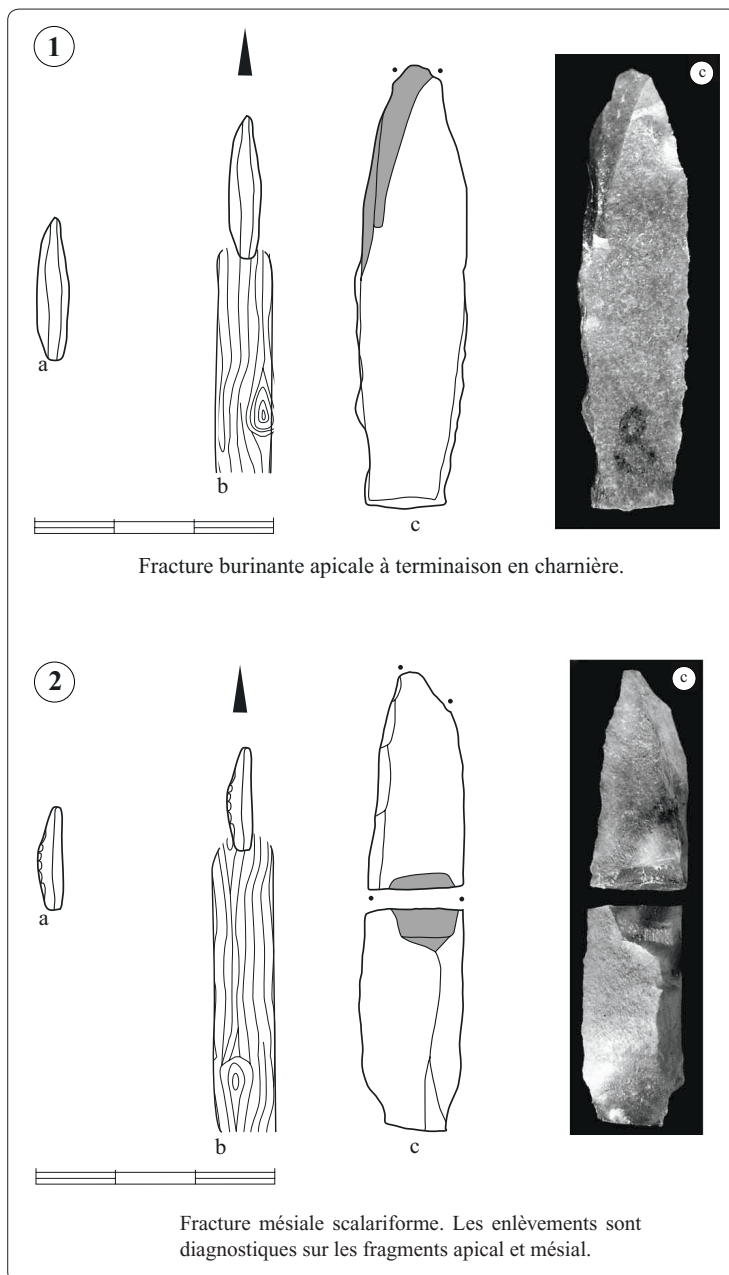 1
c
a
b
c
Fracture burinante apicale à terminaison en charnière.
2
c
a
b
c
Fracture mésiale scalariforme. Les enlèvements sont
diagnostiques sur les fragments apical et mésial.